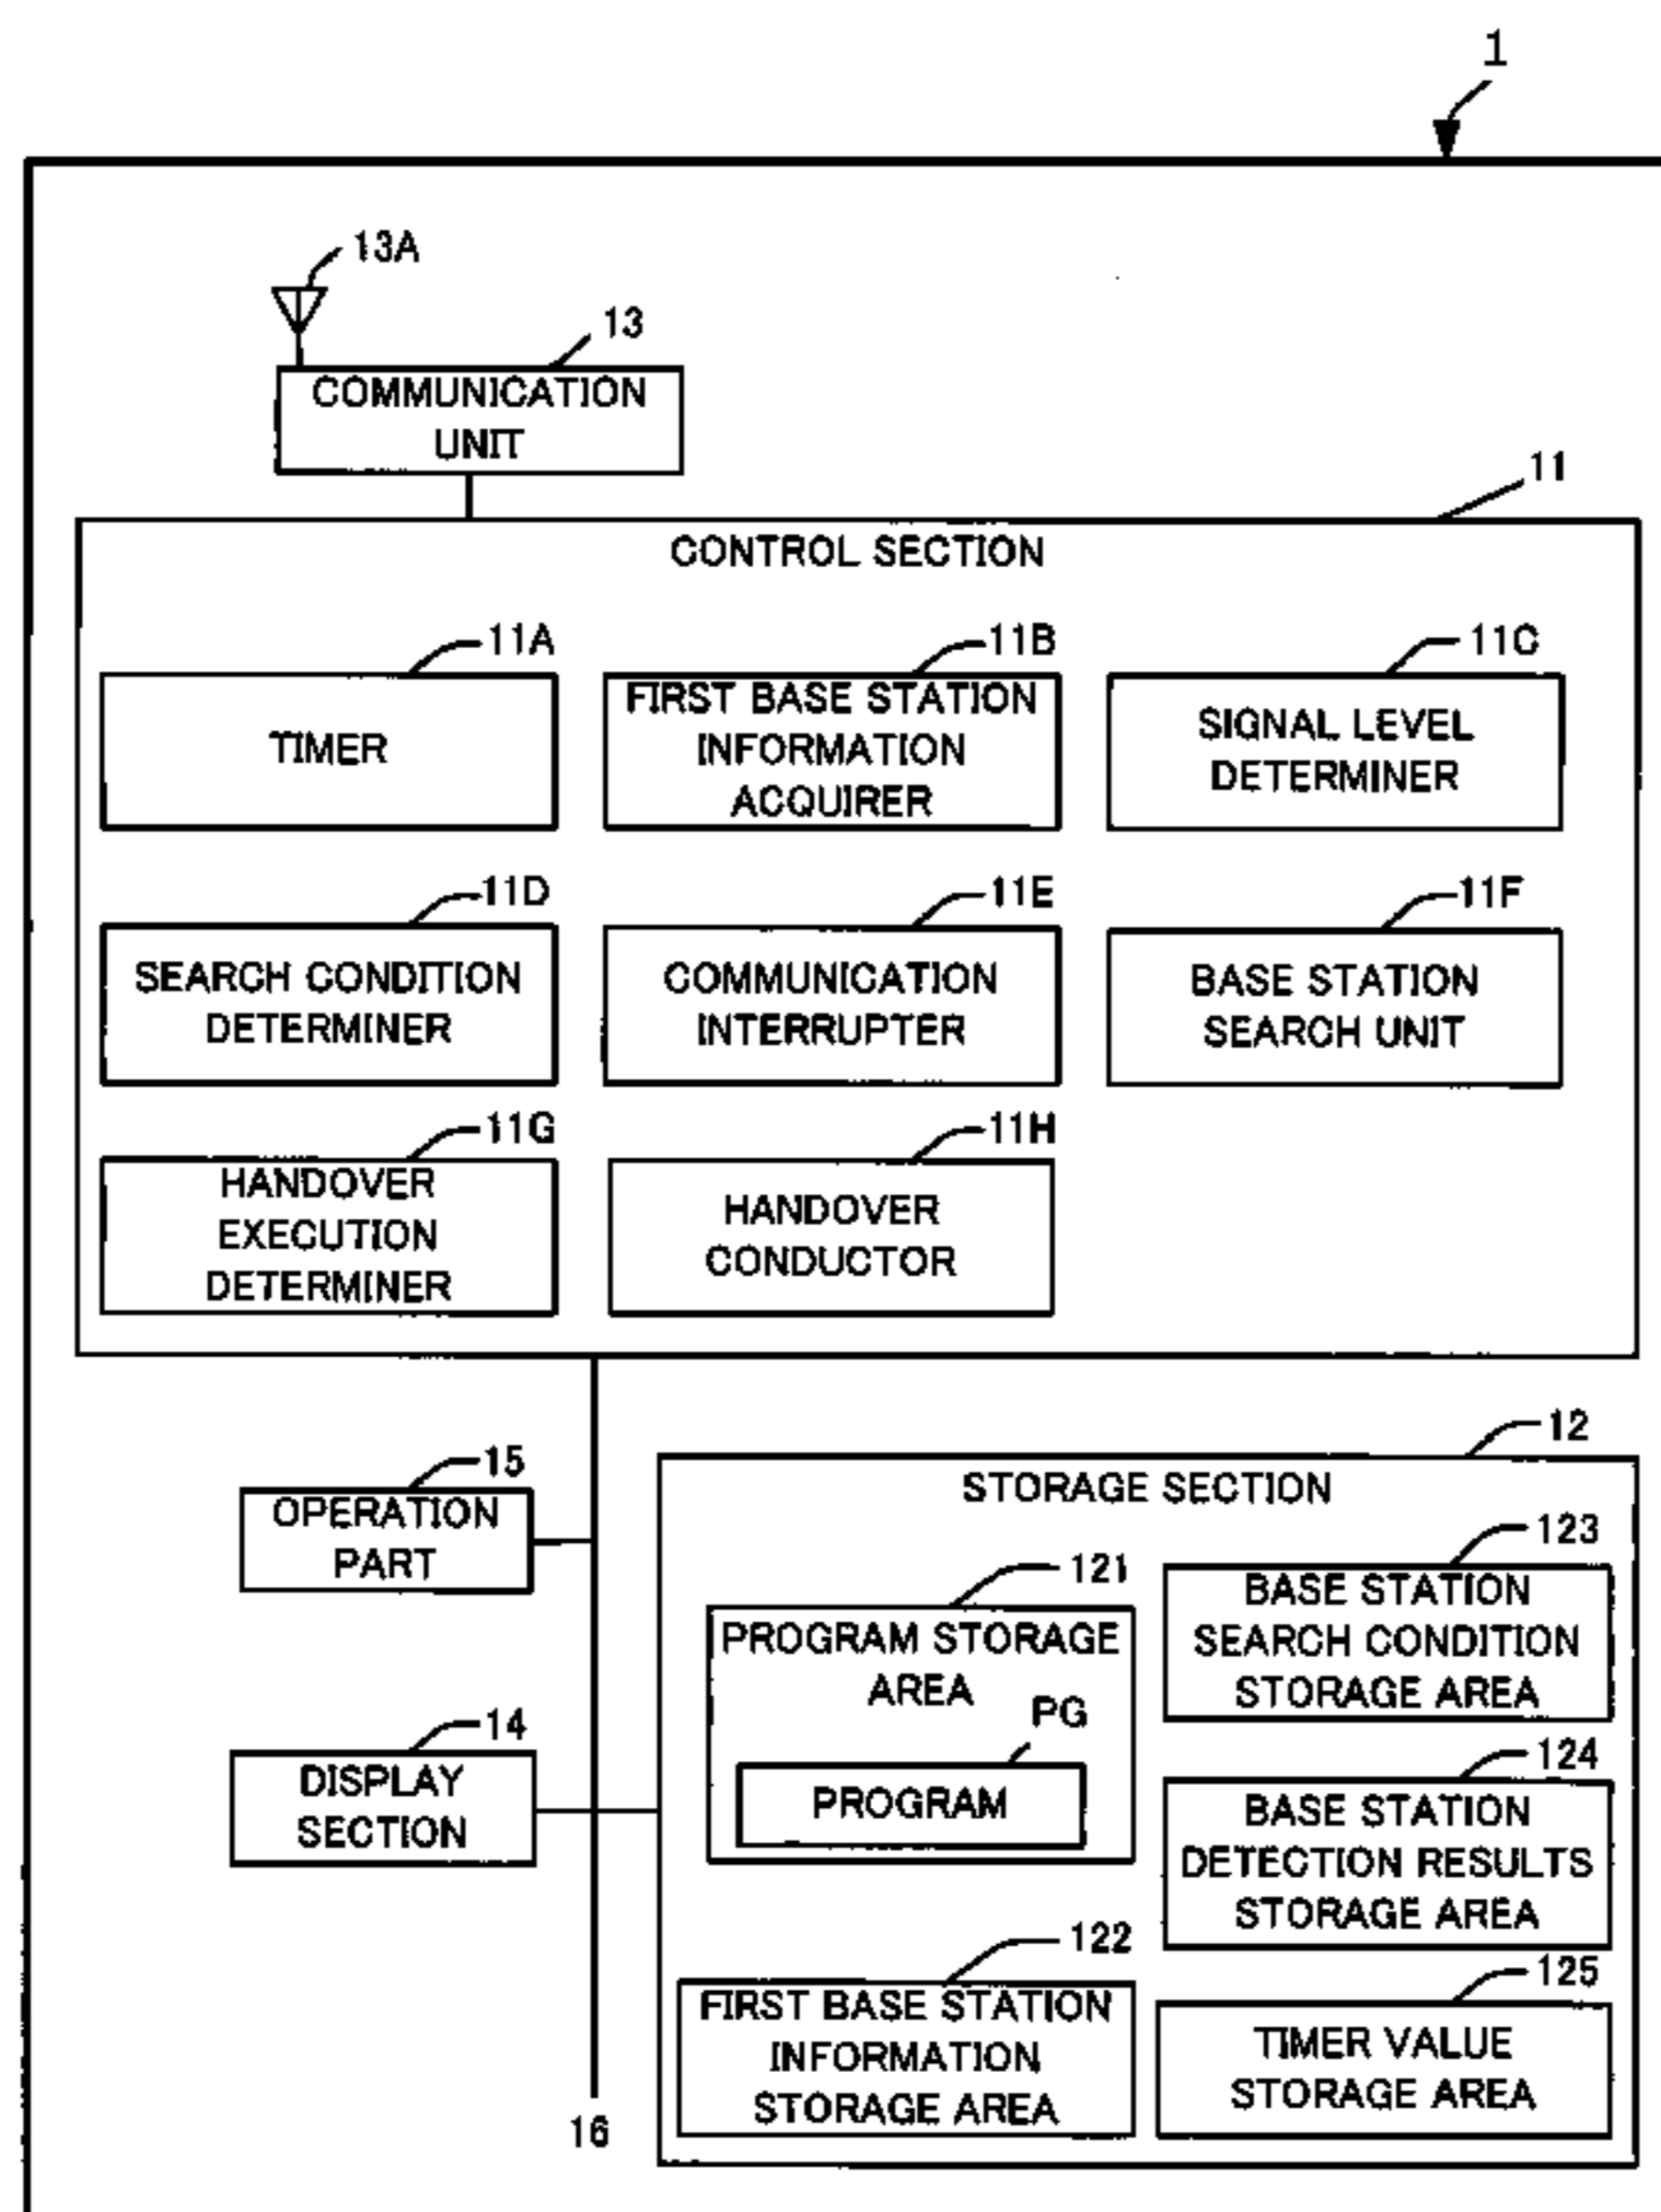 1
13A
13
COMMUNICATION
UNIT
11
CONTROL SECTION
11A
TIMER
11B
FIRST BASE STATION
INFORMATION
ACQUIRER
11C
SIGNAL LEVEL
DETERMINER
11D
SEARCH CONDITION
DETERMINER
11E
COMMUNICATION
INTERRUPTER
11F
BASE STATION
SEARCH UNIT
11G
HANDOVER
EXECUTION
DETERMINER
11H
HANDOVER
CONDUCTOR
15
OPERATION
PART
14
DISPLAY
SECTION
16
12
STORAGE SECTION
121
PROGRAM STORAGE
AREA
PG
PROGRAM
122
FIRST BASE STATION
INFORMATION
STORAGE AREA
123
BASE STATION
SEARCH CONDITION
STORAGE AREA
124
BASE STATION
DETECTION RESULTS
STORAGE AREA
125
TIMER VALUE
STORAGE AREA